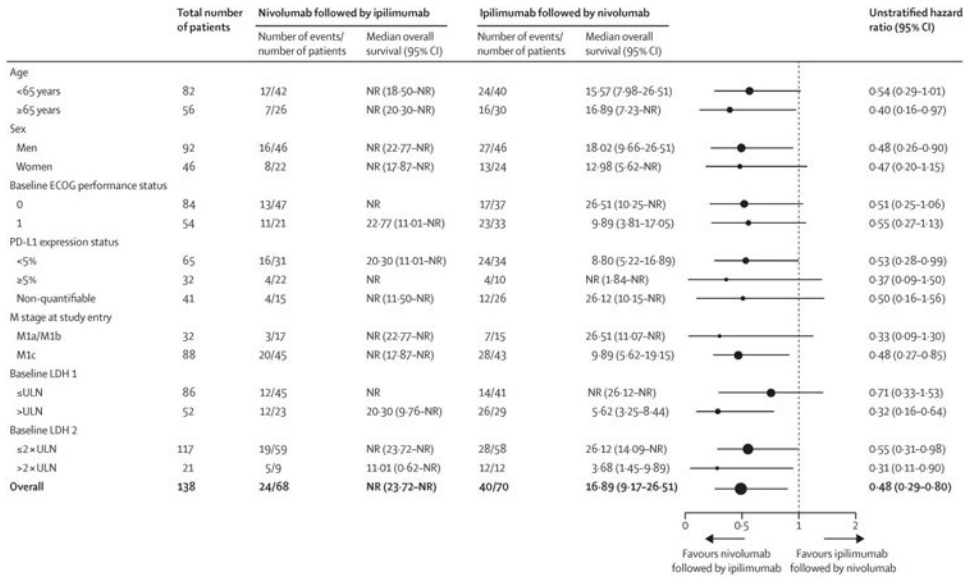 Total number of patients Nivolumab followed by ipilimumab Ipilimumab followed by nivolumab Unstratified hazard ratio (95% CI)
Number of events/ number of patients Median overall survival (95% CI) Number of events/ number of patients Median overall survival (95% CI)
Age
<65 years 82 17/42 NR (18·50–NR) 24/40 15·57 (7·98–26·51) 0·54 (0·29–1·01)
≥65 years 56 7/26 NR (20·30–NR) 16/30 16·89 (7·23–NR) 0·40 (0·16–0·97)
Sex
Men 92 16/46 NR (22·77–NR) 27/46 18·02 (9·66–26·51) 0·48 (0·26–0·90)
Women 46 8/22 NR (17·87–NR) 13/24 12·98 (5·62–NR) 0·47 (0·20–1·15)
Baseline ECOG performance status
0 84 13/47 NR 17/37 26·51 (10·25–NR) 0·51 (0·25–1·06)
1 54 11/21 22·77 (11·01–NR) 23/33 9·89 (3·81–17·05) 0·55 (0·27–1·13)
PD-L1 expression status
<5% 65 16/31 20·30 (11·01–NR) 24/34 8·80 (5·22–16·89) 0·53 (0·28–0·99)
≥5% 32 4/22 NR 4/10 NR (1·84–NR) 0·37 (0·09–1·50)
Non-quantifiable 41 4/15 NR (11·50–NR) 12/26 26·12 (10·15–NR) 0·50 (0·16–1·56)
M stage at study entry
M1a/M1b 32 3/17 NR (22·77–NR) 7/15 26·51 (11·07–NR) 0·33 (0·09–1·30)
M1c 88 20/45 NR (17·87–NR) 28/43 9·89 (5·62–19·15) 0·48 (0·27–0·85)
Baseline LDH 1
≤ULN 86 12/45 NR 14/41 NR (26·12–NR) 0·71 (0·33–1·53)
>ULN 52 12/23 20·30 (9·76–NR) 26/29 5·62 (3·25–8·44) 0·32 (0·16–0·64)
Baseline LDH 2
≤2×ULN 117 19/59 NR (23·72–NR) 28/58 26·12 (14·09–NR) 0·55 (0·31–0·98)
>2×ULN 21 5/9 11·01 (0·62–NR) 12/12 3·68 (1·45–9·89) 0·31 (0·11–0·90)
Overall 138 24/68 NR (23·72–NR) 40/70 16·89 (9·17–26·51) 0·48 (0·29–0·80)
0 0·5 1 2
Favours nivolumab followed by ipilimumab Favours ipilimumab followed by nivolumab